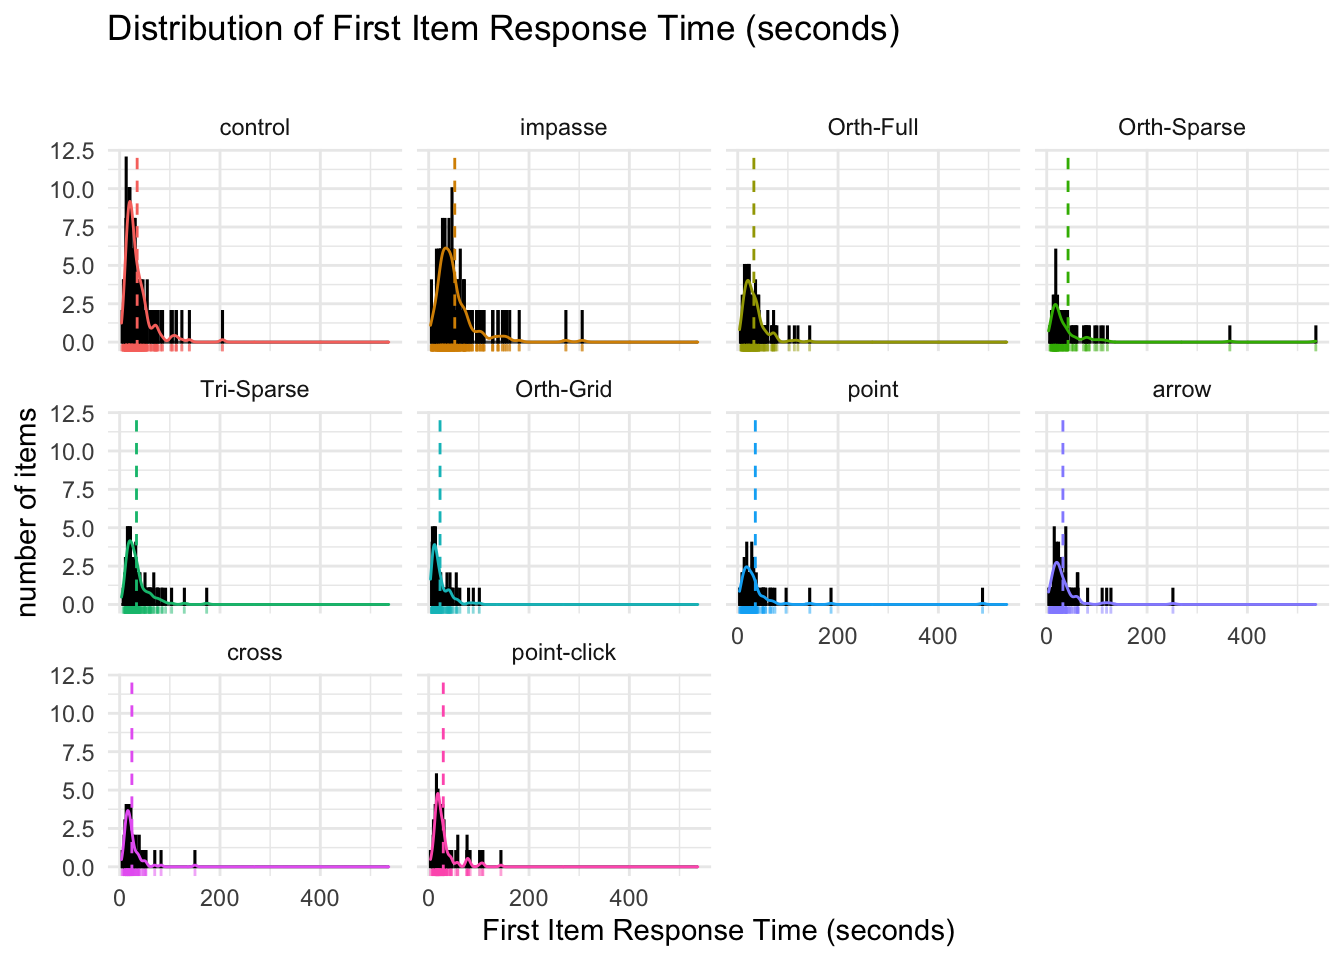 Distribution of First Item Response Time (seconds)
control impasse Orth-Full Orth-Sparse
12.5
10.0
7.5
5.0
2.5
0.0
Tri-Sparse Orth-Grid point arrow
12.5
10.0
7.5
5.0
2.5
0.0
0 200 400 0 200 400
cross point-click
12.5
10.0
7.5
5.0
2.5
0.0
0 200 400 0 200 400
number of items
First Item Response Time (seconds)